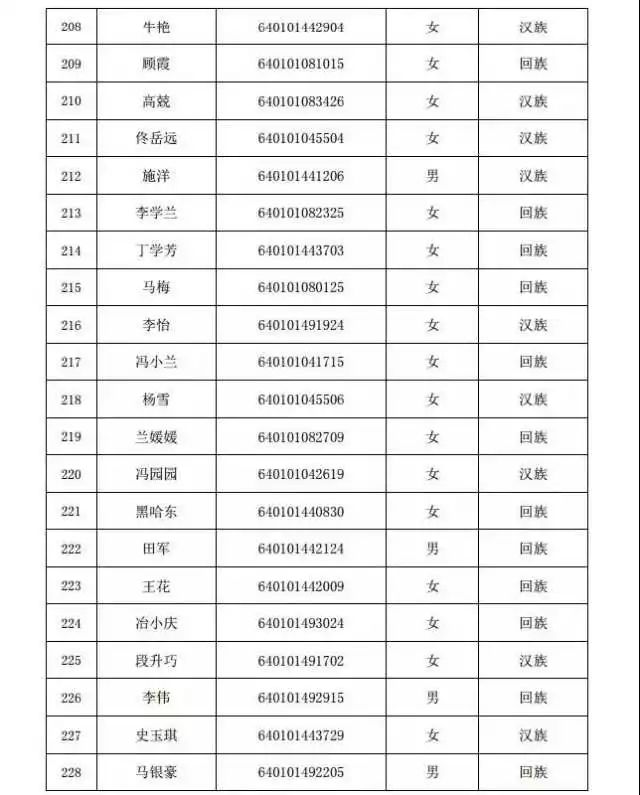 208 牛艳 640101442904 女 汉族
209 顾霞 640101081015 女 回族
210 高兢 640101083426 女 汉族
211 佟岳远 640101045504 女 汉族
212 施洋 640101441206 男 汉族
213 李学兰 640101082325 女 回族
214 丁学芳 640101443703 女 回族
215 马梅 640101080125 女 回族
216 李怡 640101491924 女 汉族
217 冯小兰 640101041715 女 回族
218 杨雪 640101045506 女 汉族
219 兰媛媛 640101082709 女 回族
220 冯园园 640101042619 女 汉族
221 黑哈东 640101440830 女 回族
222 田军 640101442124 男 回族
223 王花 640101442009 女 回族
224 冶小庆 640101493024 女 回族
225 段升巧 640101491702 女 汉族
226 李伟 640101492915 男 回族
227 史玉琪 640101443729 女 汉族
228 马银豪 640101492205 男 回族